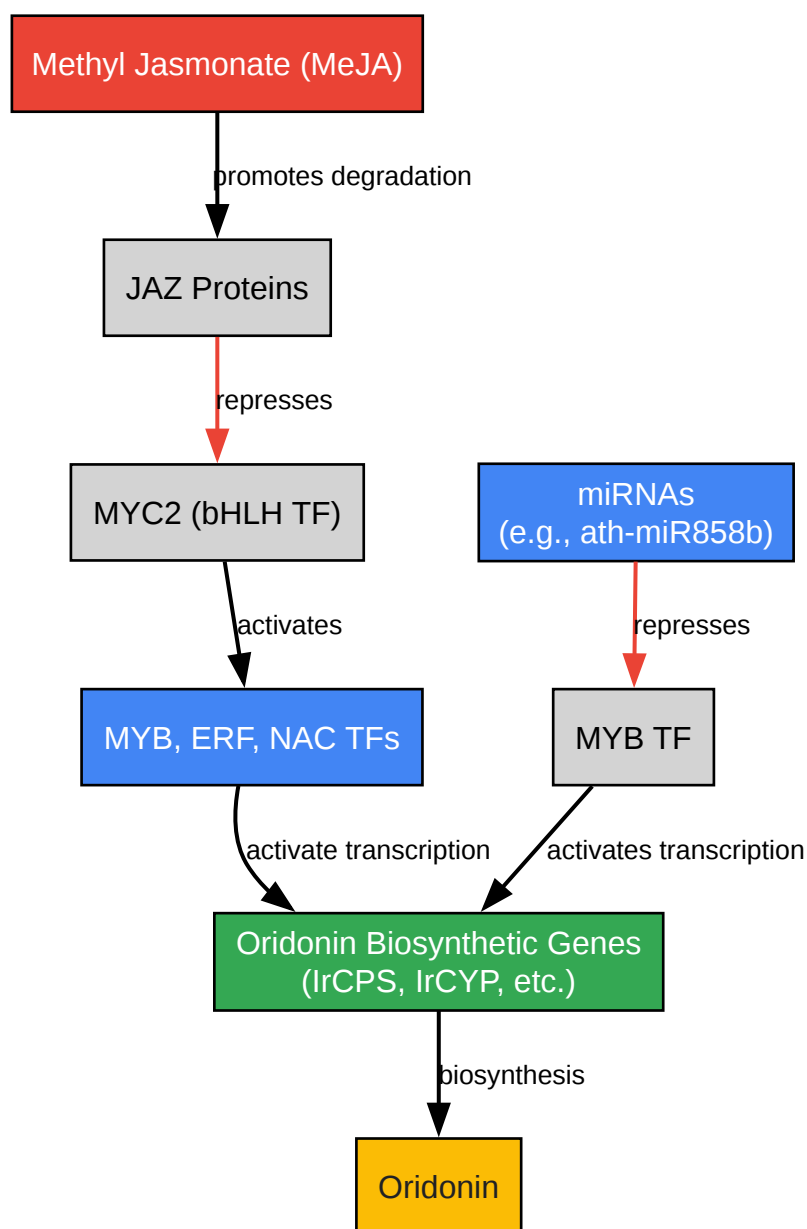 Methyl Jasmonate (MeJA)
promotes degradation
JAZ Proteins
represses
MYC2 (bHLH TF)
miRNAs
(e.g., ath-miR858b)
activates
represses
MYB, ERF, NAC TFs
MYB TF
activate transcription
activates transcription
Oridonin Biosynthetic Genes
(IrCPS, IrCYP, etc.)
biosynthesis
Oridonin